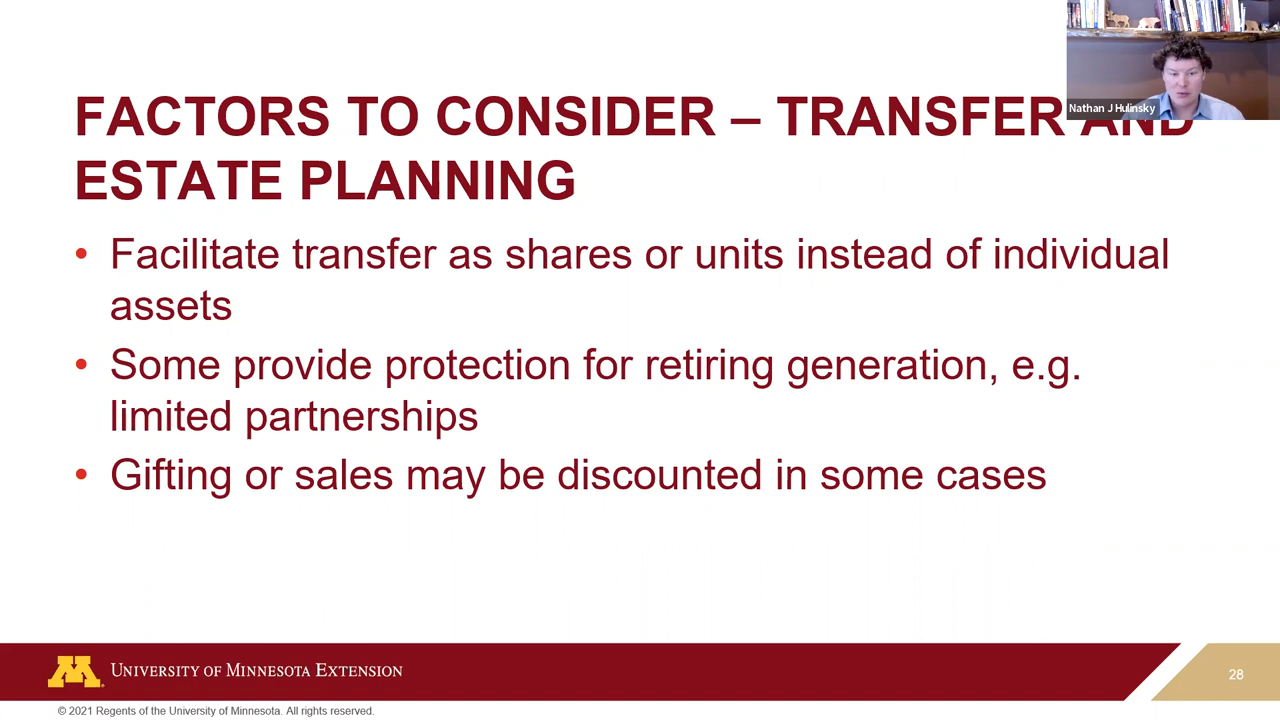 FACTORS TO CONSIDER – TRANSFER AND
ESTATE PLANNING
Nathan J Hulinsky
• Facilitate transfer as shares or units instead of individual
assets
• Some provide protection for retiring generation, e.g.
limited partnerships
• Gifting or sales may be discounted in some cases
M
UNIVERSITY OF MINNESOTA EXTENSION
28
© 2021 Regents of the University of Minnesota. All rights reserved.